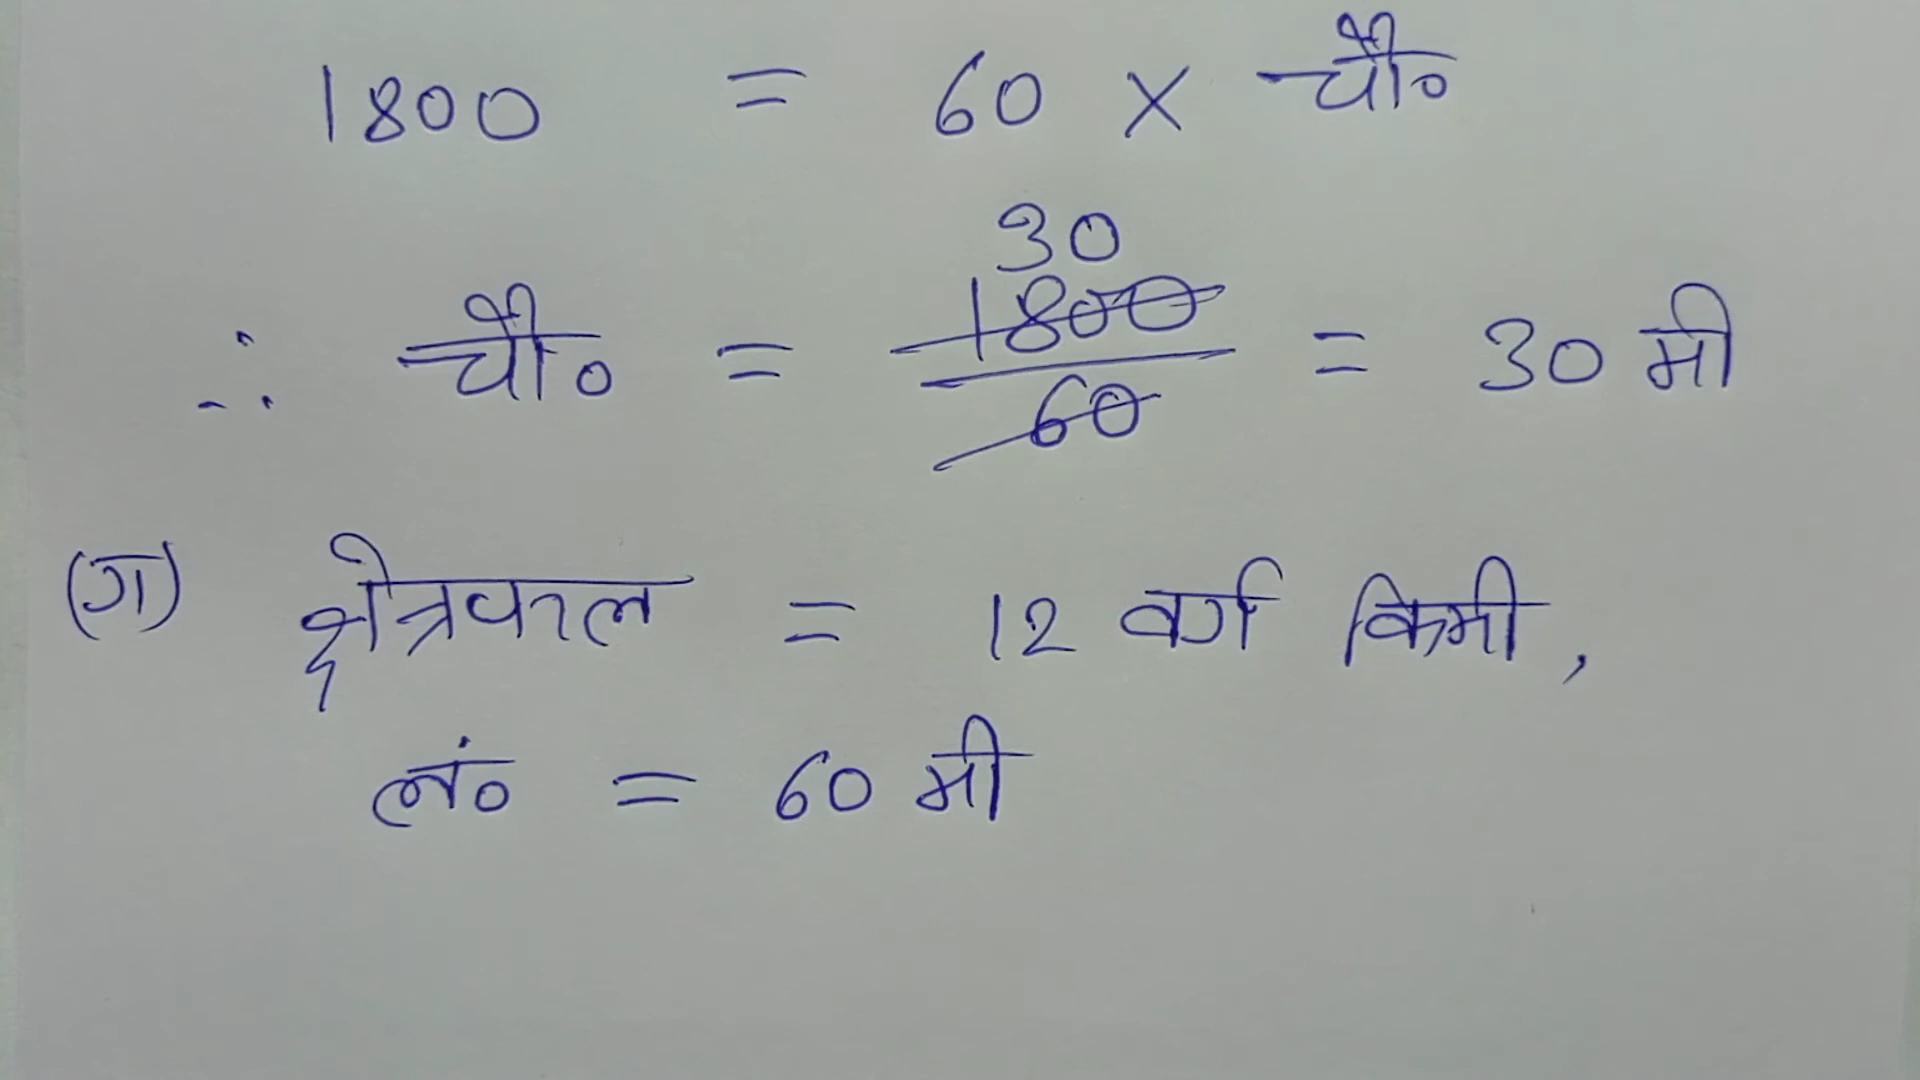 1800 = 60 × चौ०
30
∴ चौ० = 1800/60 = 30 मी
(ग) क्षेत्रफल = 12 वर्ग किमी,
लं० = 60 मी